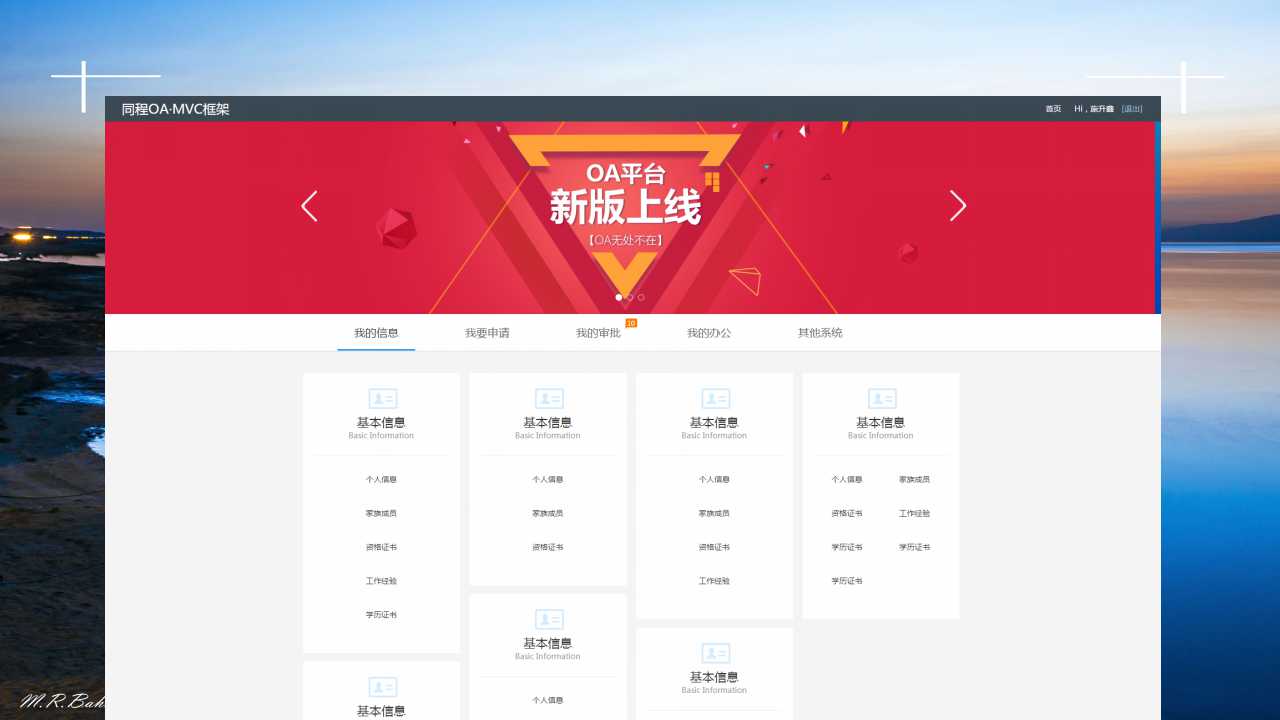 同程OA·MVC框架
首页 Hi，施升鑫 [退出]
OA平台
新版上线
【OA无处不在】
我的信息 我要申请 我的审批 10 我的办公 其他系统
基本信息
Basic Information
个人信息
家族成员
资格证书
工作经验
学历证书
基本信息
基本信息
Basic Information
个人信息
家族成员
资格证书
基本信息
Basic Information
个人信息
基本信息
Basic Information
个人信息
家族成员
资格证书
工作经验
基本信息
Basic Information
基本信息
Basic Information
个人信息 家族成员
资格证书 工作经验
学历证书 学历证书
学历证书
M.R.Bah